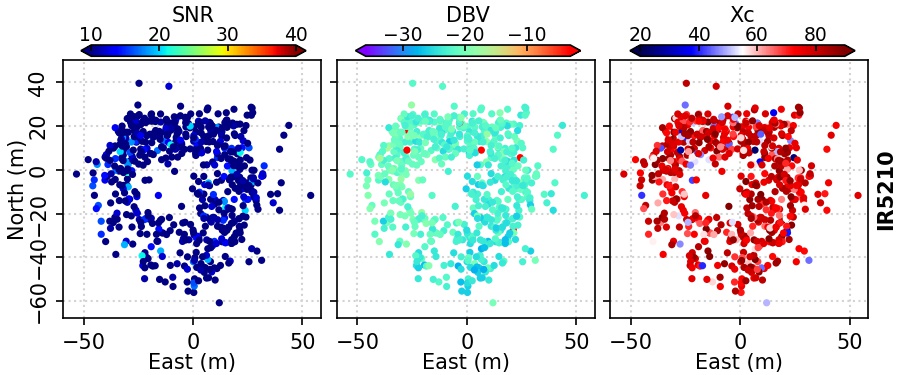 SNR DBV Xc
10 20 30 40 −30 −20 −10 20 40 60 80
North (m)
40
20
0
−20
−40
−60
−50 0 50 −50 0 50 −50 0 50
East (m) East (m) East (m)
IR5210